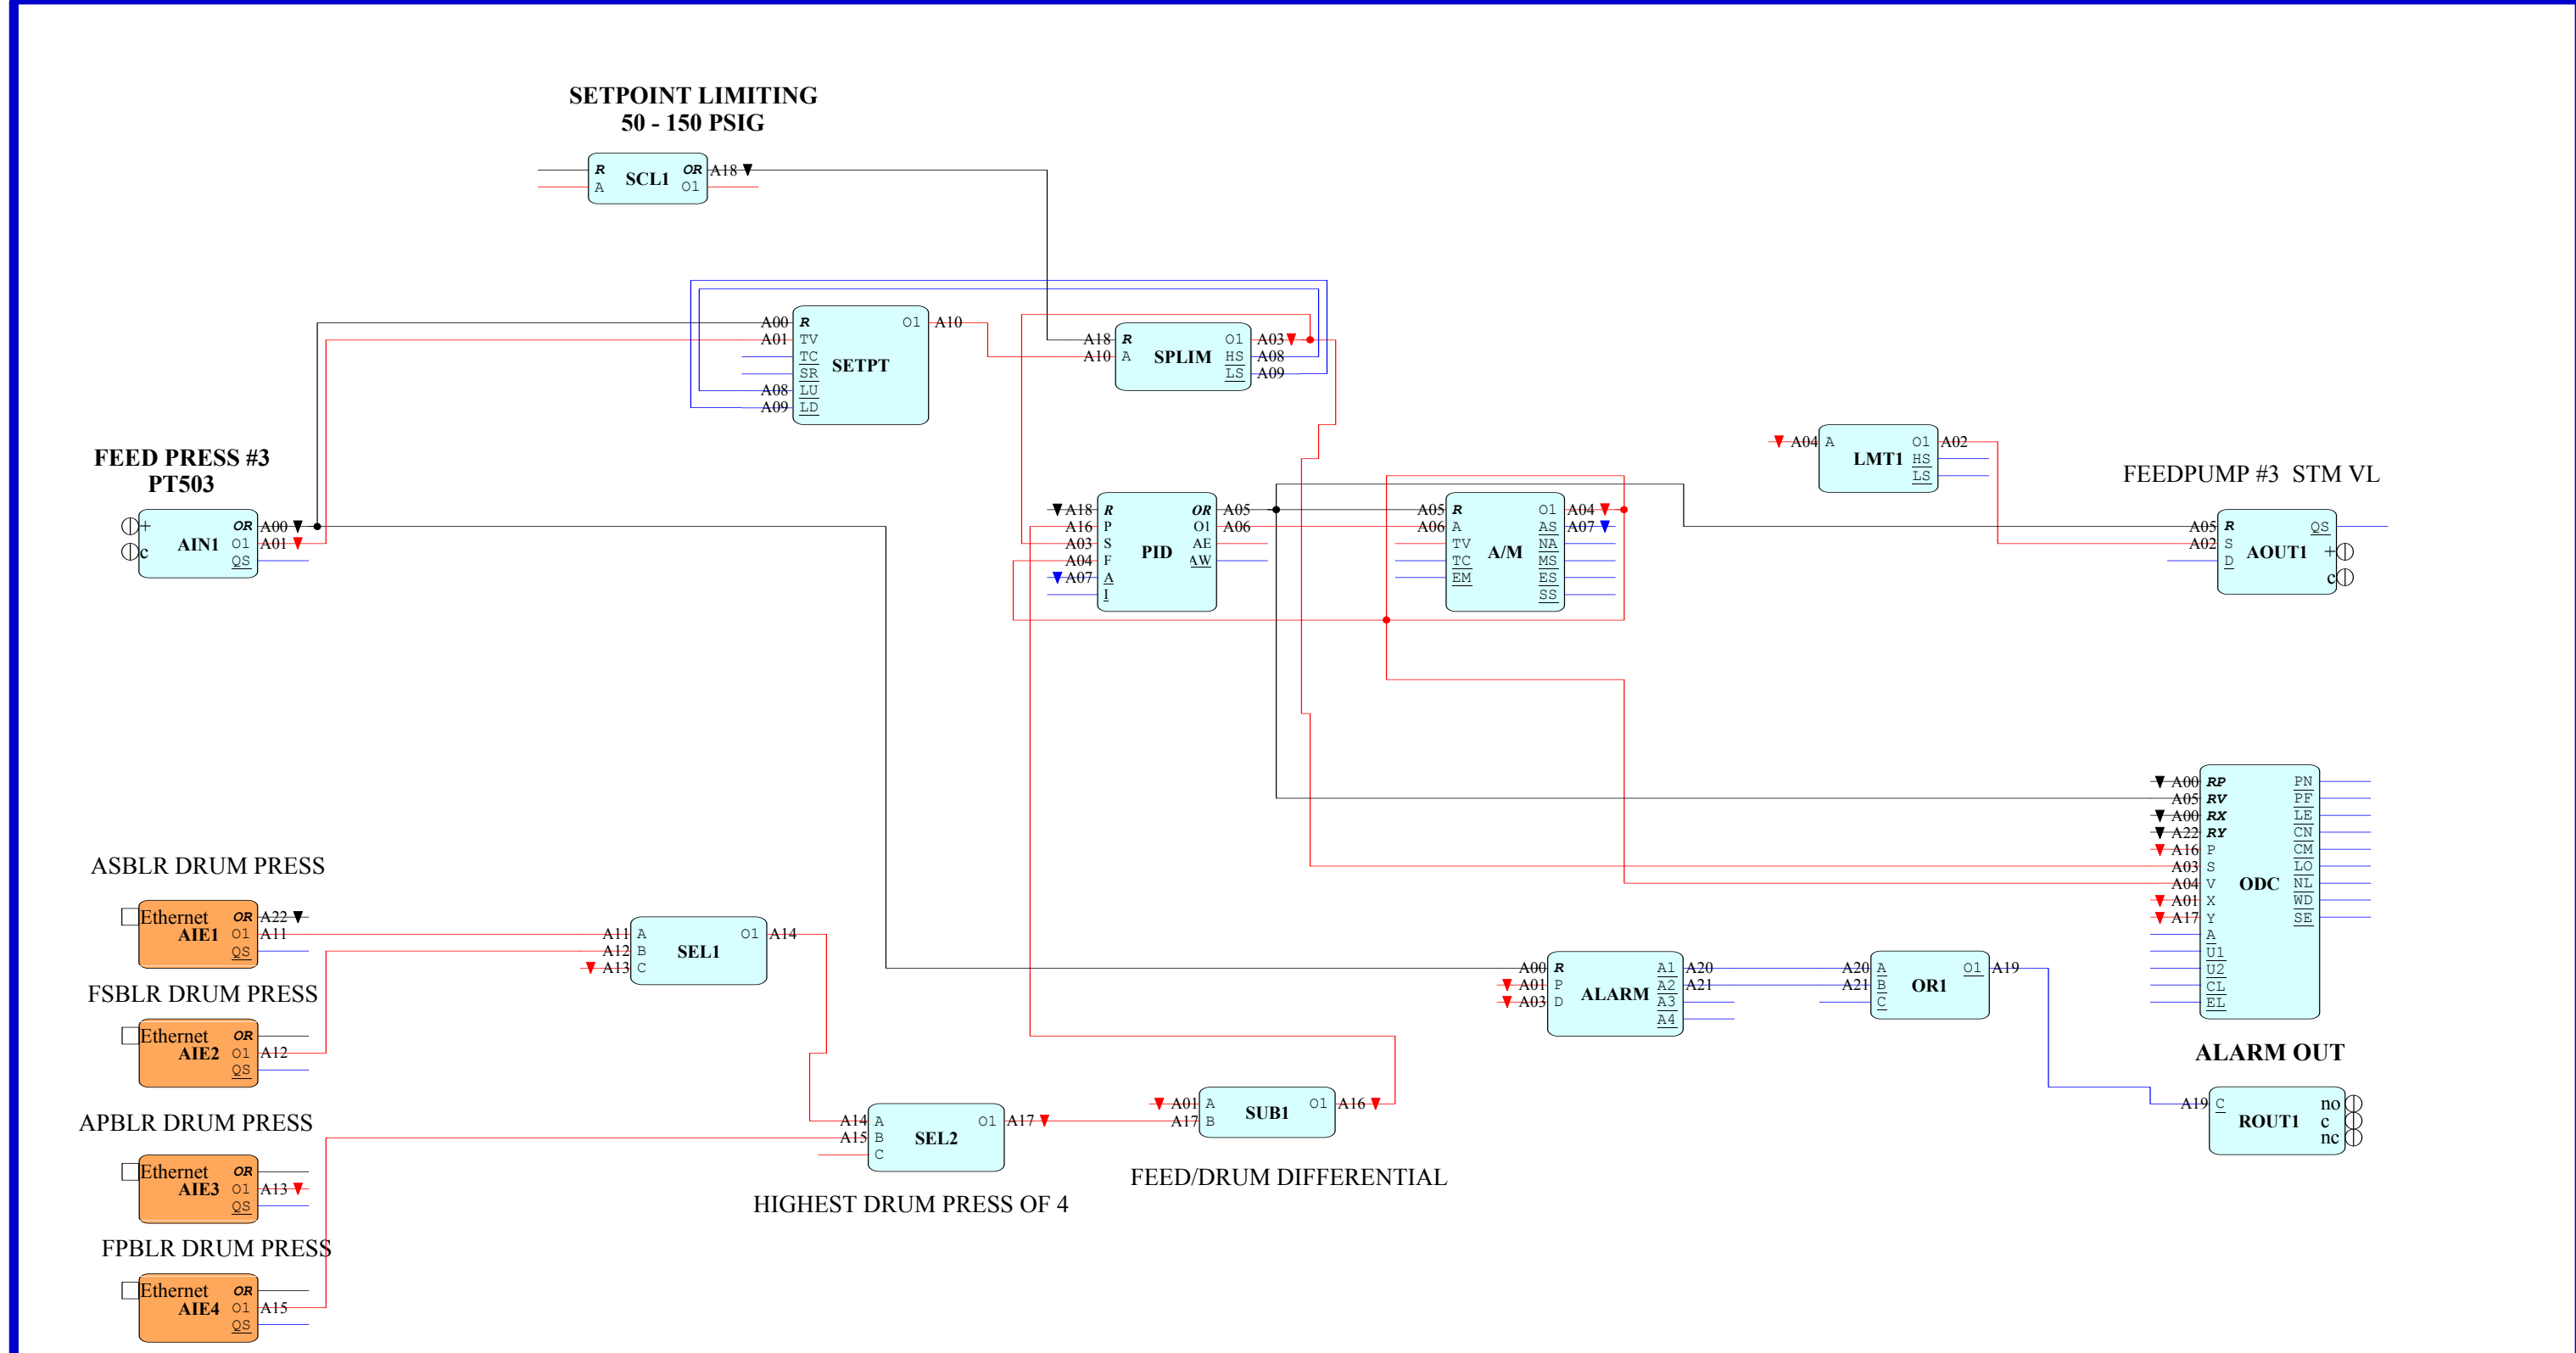 SETPOINT LIMITING
50 - 150 PSIG
R OR A18
A SCL1 O1
A00 R O1 A10
A01 TV
TC
SR SETPT
A08 LU
A09 LD
A18 R O1 A03
A10 A SPLIM HS A08
LS A09
FEED PRESS #3
PT503
+ OR A00
AIN1 O1 A01
c QS
A18 R OR A05
A16 P O1 A06
A03 S PID AE
A04 F AW
A07 A
I
A05 R O1 A04
A06 A AS A07
TV A/M NA
TC MS
EM ES
SS
A04 A O1 A02
LMT1 HS
LS
FEEDPUMP #3 STM VL
A05 R QS
A02 S AOUT1 +
D
c
A00 RP PN
A05 RV PF
A00 RX LE
A22 RY CN
A16 P CM
A03 S LO
A04 V ODC NL
A01 X WD
A17 Y SE
A
U1
U2
CL
EL
ASBLR DRUM PRESS
Ethernet OR A22
AIE1 O1 A11
QS
A11 A O1 A14
A12 B SEL1
A13 C
FSBLR DRUM PRESS
Ethernet OR
AIE2 O1 A12
QS
A00 R A1 A20
A01 P A2 A21
A03 D ALARM A3
A4
A20 A O1 A19
A21 B OR1
C
ALARM OUT
A19 C no
ROUT1 c
nc
APBLR DRUM PRESS
Ethernet OR
AIE3 O1 A13
QS
A14 A O1 A17
A15 B SEL2
C
HIGHEST DRUM PRESS OF 4
A01 A SUB1 O1 A16
A17 B
FEED/DRUM DIFFERENTIAL
FPBLR DRUM PRESS
Ethernet OR
AIE4 O1 A15
QS